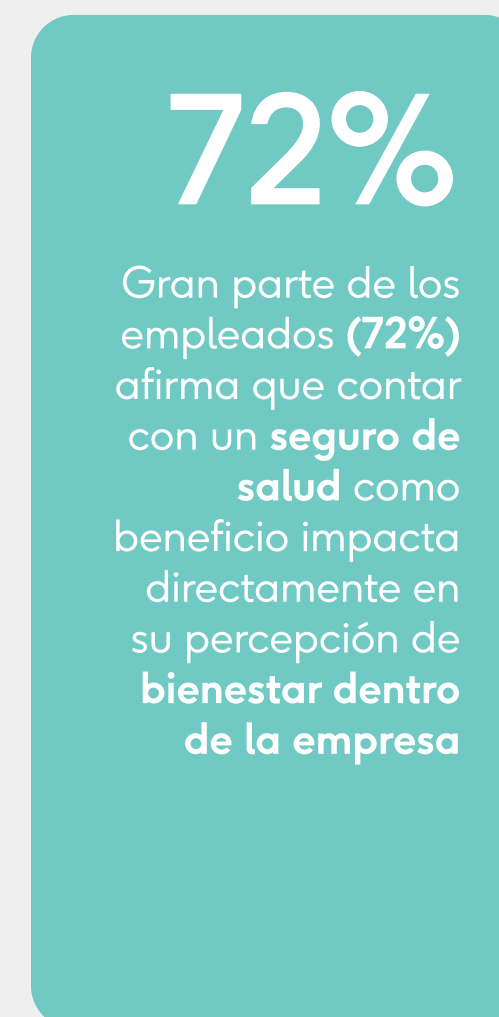 72%
Gran parte de los
empleados (72%)
afirma que contar
con un seguro de
salud como
beneficio impacta
directamente en
su percepción de
bienestar dentro
de la empresa